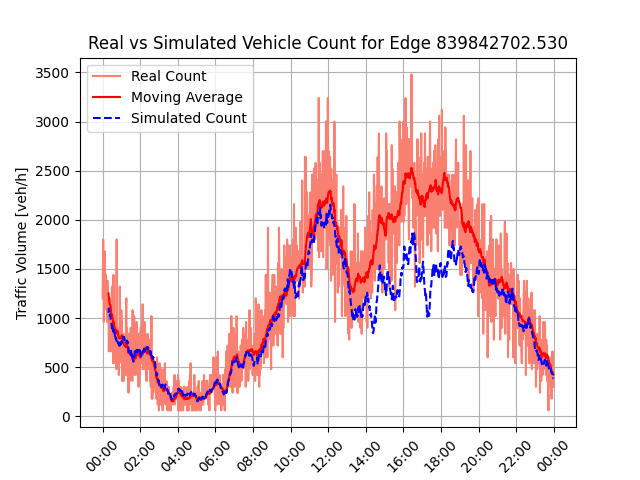 Real vs Simulated Vehicle Count for Edge 839842702.530
Real Count
Moving Average
Simulated Count
Traffic Volume [veh/h]
3500
3000
2500
2000
1500
1000
500
0
00:00 02:00 04:00 06:00 08:00 10:00 12:00 14:00 16:00 18:00 20:00 22:00 00:00